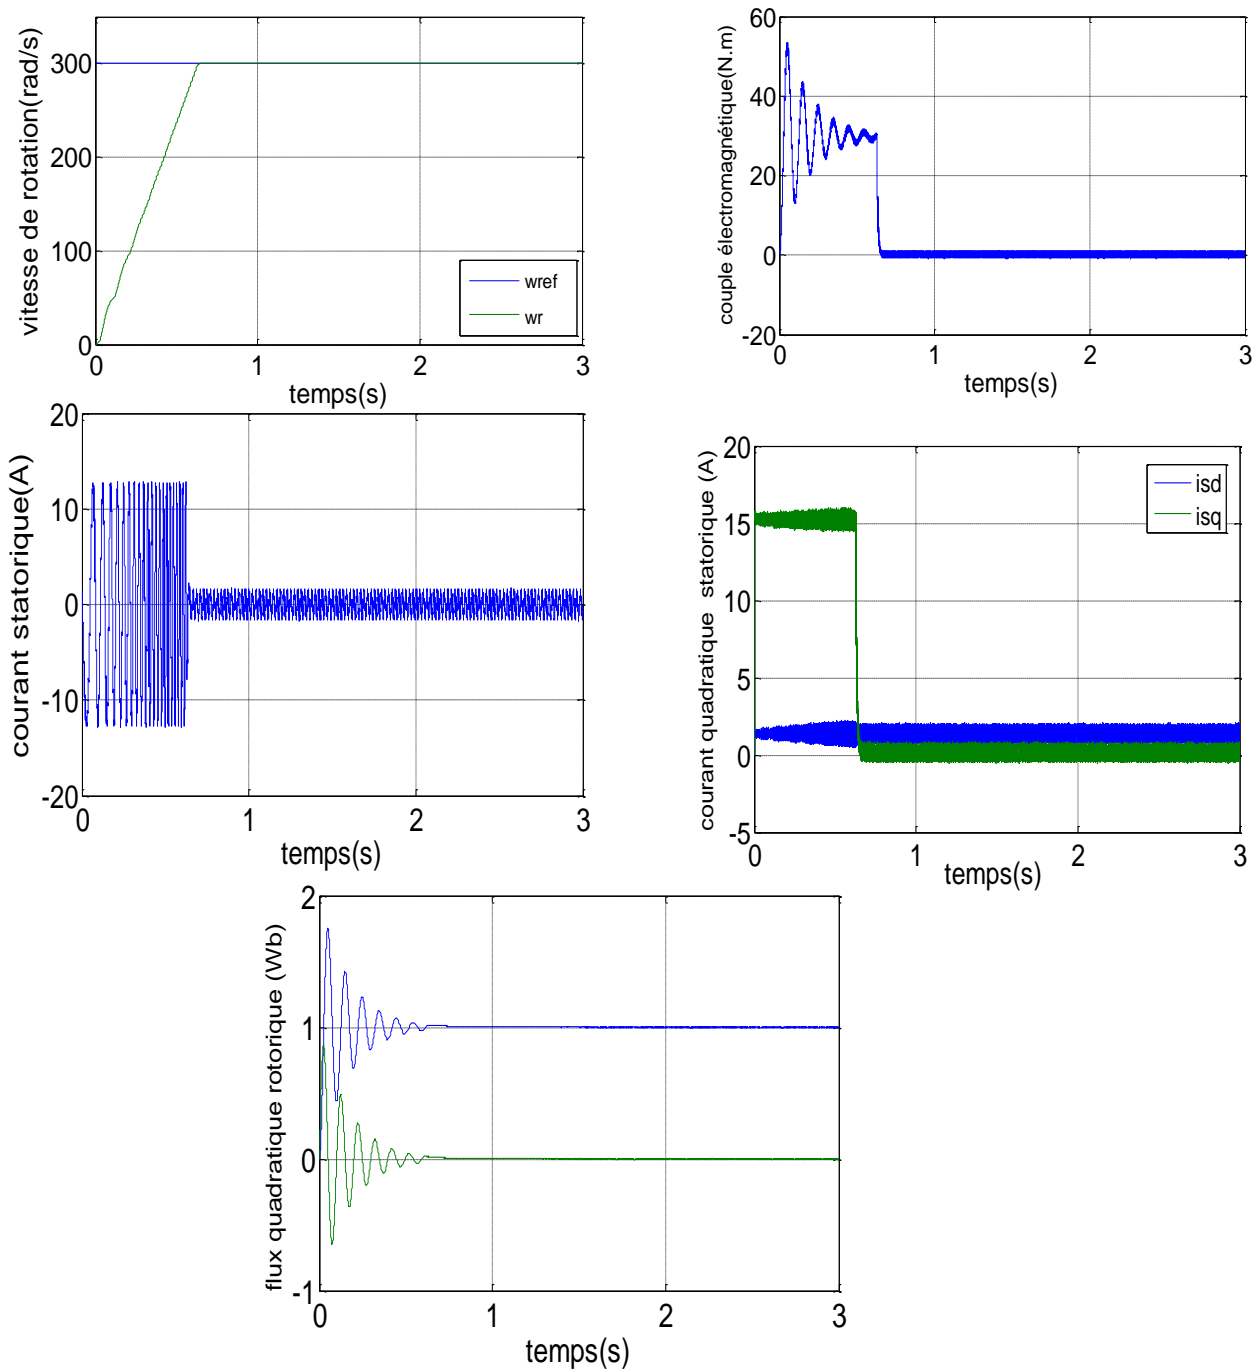 vitesse de rotation(rad/s)
300
200
100
0
wref
wr
0 1 2 3
temps(s)
couple électromagnétique(N.m)
60
40
20
0
-20
0 1 2 3
temps(s)
courant statorique(A)
20
10
0
-10
-20
0 1 2 3
temps(s)
courant quadratique statorique (A)
20
15
10
5
0
-5
isd
isq
0 1 2 3
temps(s)
flux quadratique rotorique (Wb)
2
1
0
-1
0 1 2 3
temps(s)